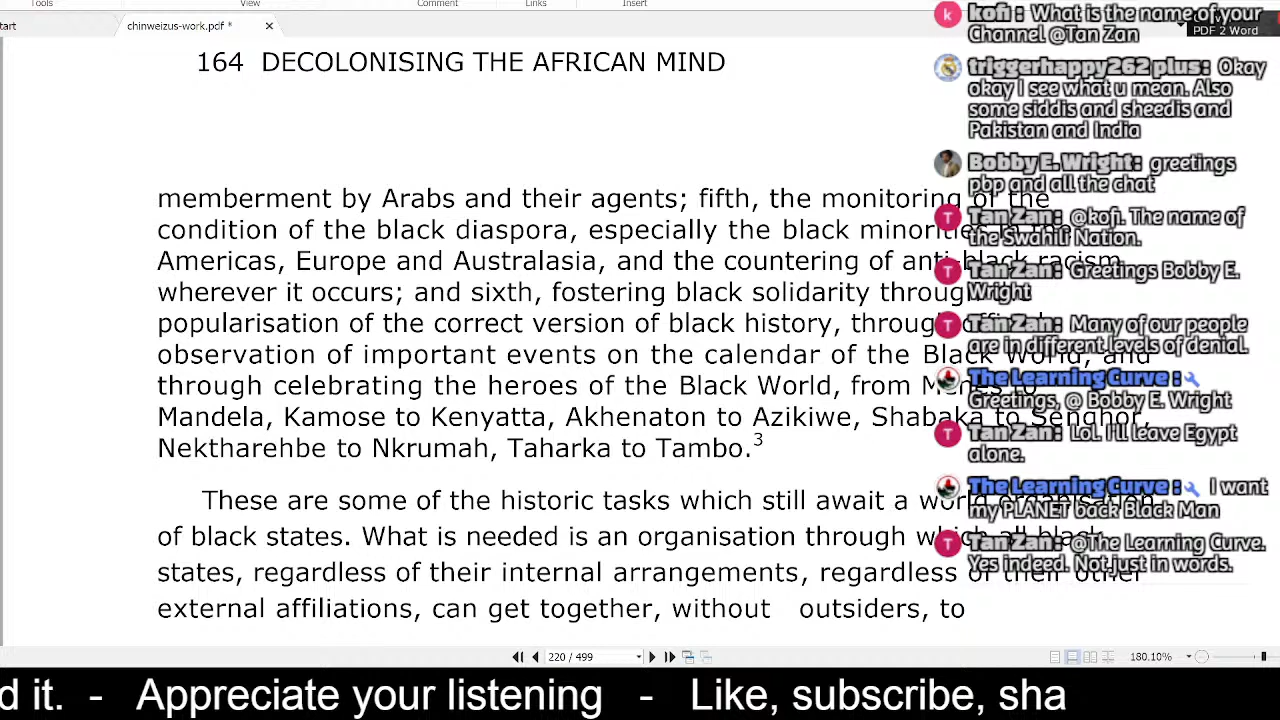 Tools
View
Comment
Links
Insert
tart
chinweizus-work.pdf *
PDF 2 Word
164 DECOLONISING THE AFRICAN MIND
memberment by Arabs and their agents; fifth, the monitoring of the
condition of the black diaspora, especially the black minorities in the
Americas, Europe and Australasia, and the countering of anti-black racism
wherever it occurs; and sixth, fostering black solidarity through
popularisation of the correct version of black history, through official
observation of important events on the calendar of the Black World, and
through celebrating the heroes of the Black World, from Menes to
Mandela, Kamose to Kenyatta, Akhenaton to Azikiwe, Shabaka to Senghor,
Nektharehbe to Nkrumah, Taharka to Tambo.3
These are some of the historic tasks which still await a world organisation
of black states. What is needed is an organisation through which all black
states, regardless of their internal arrangements, regardless of their other
external affiliations, can get together, without outsiders, to
kofi : What is the name of your
Channel @Tan Zan
triggerhappy262 plus : Okay
okay I see what u mean. Also
some siddis and sheedis and
Pakistan and India
Bobby E. Wright : greetings
pbp and all the chat
Tan Zan : @kofi. The name of
the Swahili Nation.
Tan Zan : Greetings Bobby E.
Wright
Tan Zan : Many of our people
are in different levels of denial.
The Learning Curve :
Greetings, @ Bobby E. Wright
Tan Zan : Lol. I'll leave Egypt
alone.
The Learning Curve : I want
my PLANET back Black Man
Tan Zan : @The Learning Curve.
Yes indeed. Not just in words.
220 / 499
180.10%
d it. - Appreciate your listening - Like, subscribe, sha